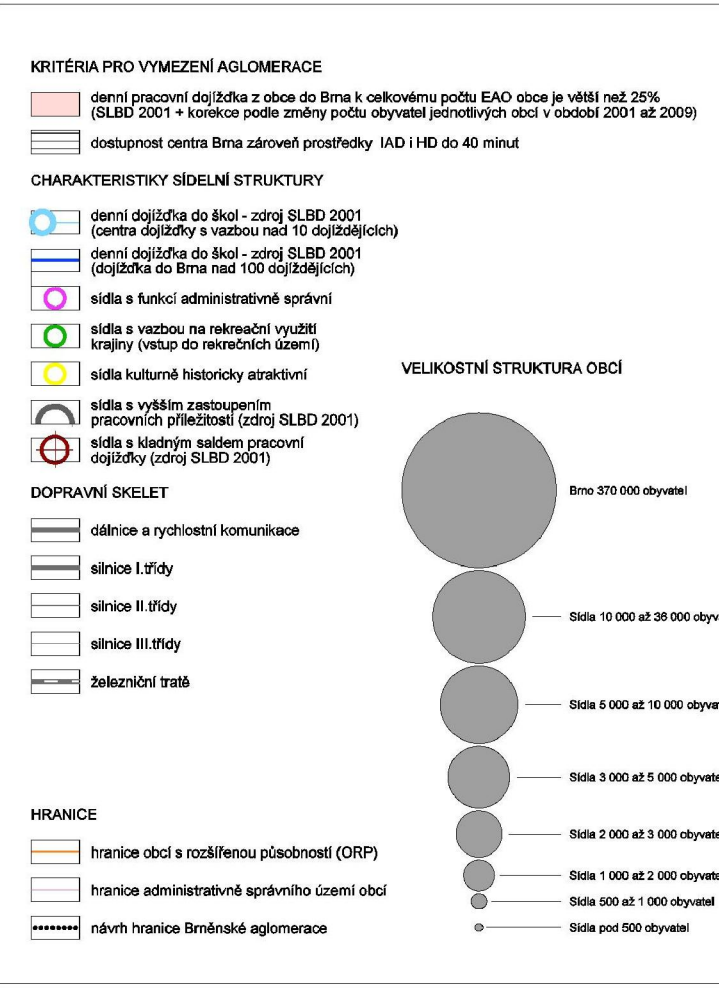 KRITÉRIA PRO VYMEZENÍ AGLOMERACE
denní pracovní dojížďka z obce do Brna k celkovému počtu EAO obce je větší než 25%
(SLBD 2001 + korekce podle změny počtu obyvatel jednotlivých obcí v období 2001 až 2009)
dostupnost centra Brna zároveň prostředky IAD i HD do 40 minut
CHARAKTERISTIKY SÍDELNÍ STRUKTURY
denní dojížďka do škol - zdroj SLBD 2001
(centra dojížďky s vazbou nad 10 dojíždějících)
denní dojížďka do škol - zdroj SLBD 2001
(dojížďka do Brna nad 100 dojíždějících)
sídla s funkcí administrativně správní
sídla s vazbou na rekreační využití
krajiny (vstup do rekrečních území)
sídla kulturně historicky atraktivní
sídla s vyšším zastoupením
pracovních příležitostí (zdroj SLBD 2001)
sídla s kladným saldem pracovní
dojížďky (zdroj SLBD 2001)
DOPRAVNÍ SKELET
dálnice a rychlostní komunikace
silnice I.třídy
silnice II.třídy
silnice III.třídy
železniční tratě
HRANICE
hranice obcí s rozšířenou působností (ORP)
hranice administrativně správního území obcí
návrh hranice Brněnské aglomerace
VELIKOSTNÍ STRUKTURA OBCÍ
Brno 370 000 obyvatel
Sídla 10 000 až 36 000 obyva
Sídla 5 000 až 10 000 obyvat
Sídla 3 000 až 5 000 obyvate
Sídla 2 000 až 3 000 obyvate
Sídla 1 000 až 2 000 obyvate
Sídla 500 až 1 000 obyvatel
Sídla pod 500 obyvatel